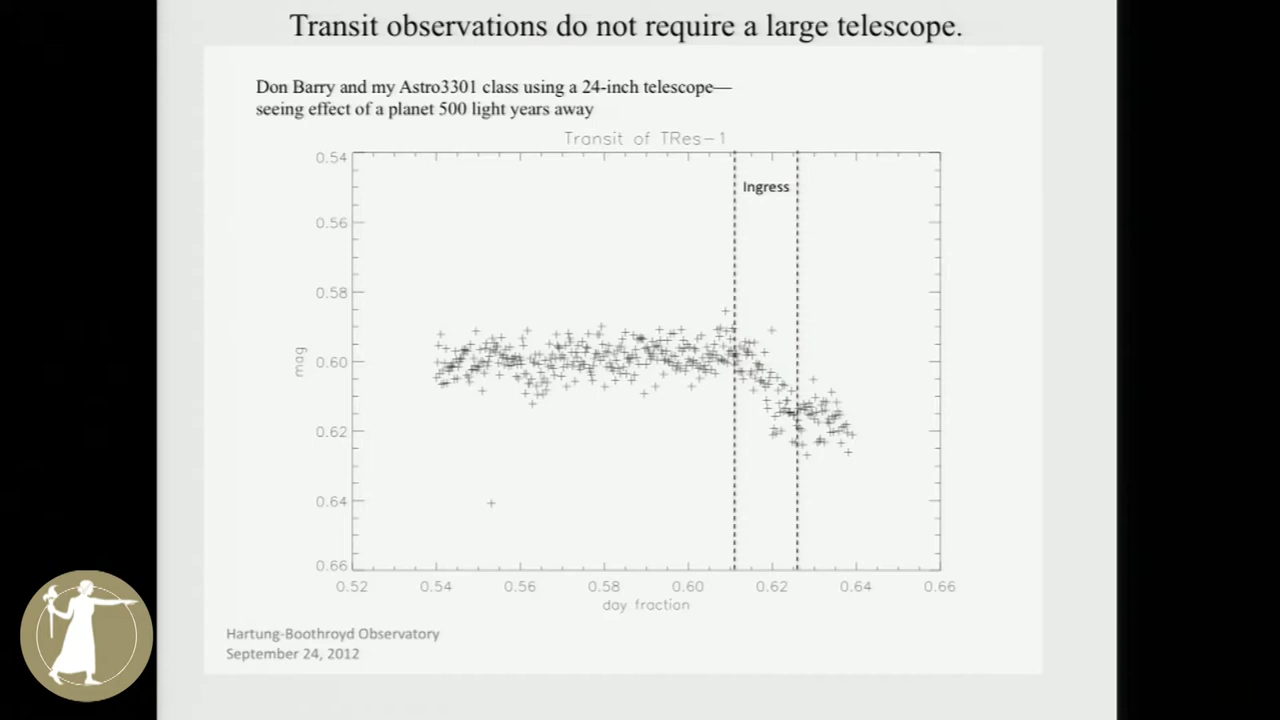 Transit observations do not require a large telescope.
Don Barry and my Astro3301 class using a 24-inch telescope—
seeing effect of a planet 500 light years away
Transit of TRes-1
Ingress
0.54
0.56
0.58
0.60
0.62
0.64
0.66
mag
0.52 0.54 0.56 0.58 0.60 0.62 0.64 0.66
day fraction
Hartung-Boothroyd Observatory
September 24, 2012